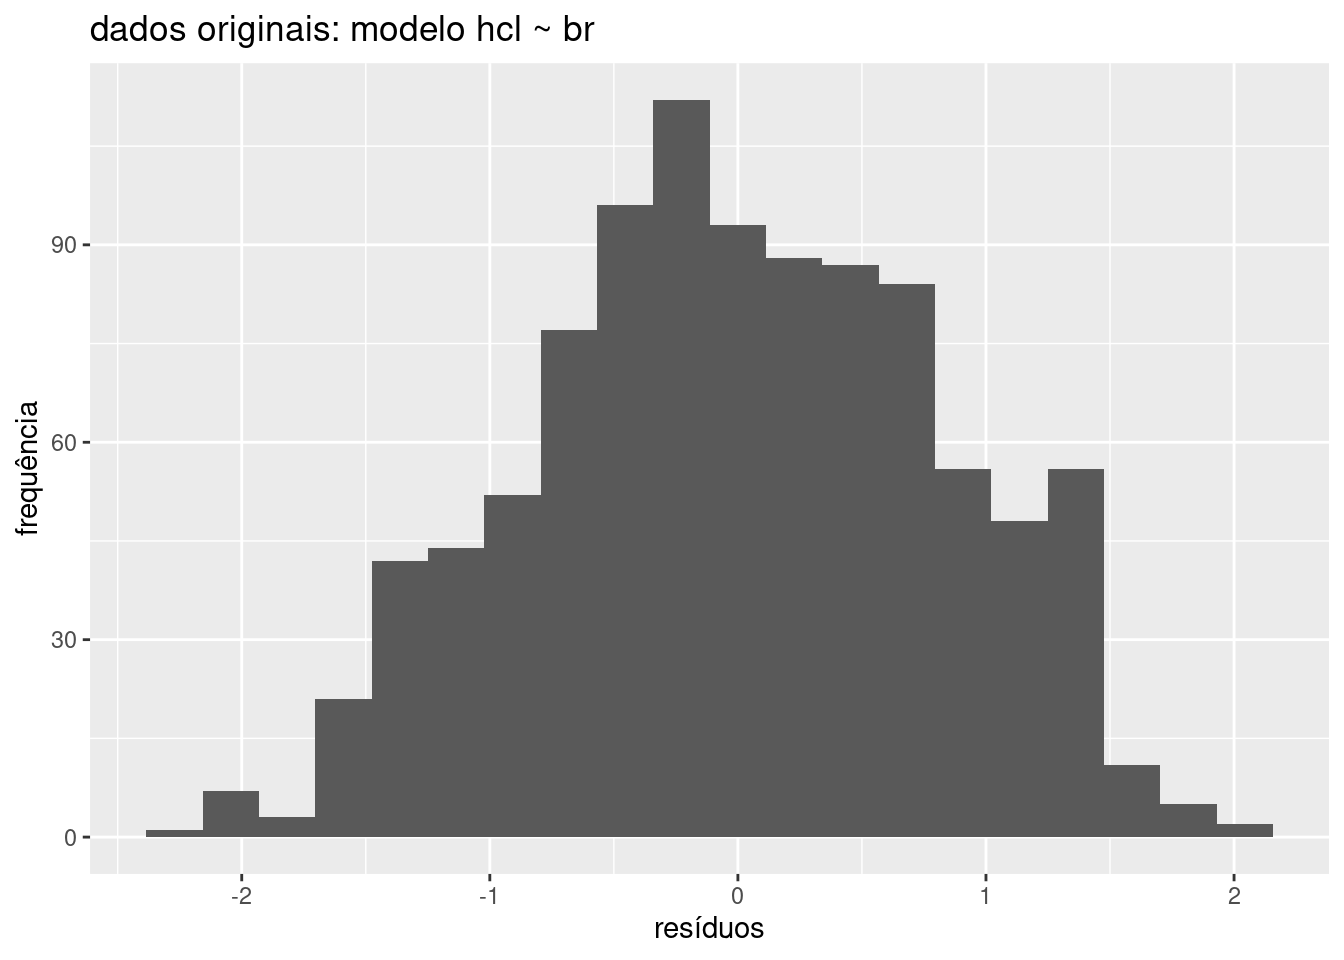 dados originais: modelo hcl ~ br
frequência
90
60
30
0
-2 -1 0 1 2
resíduos